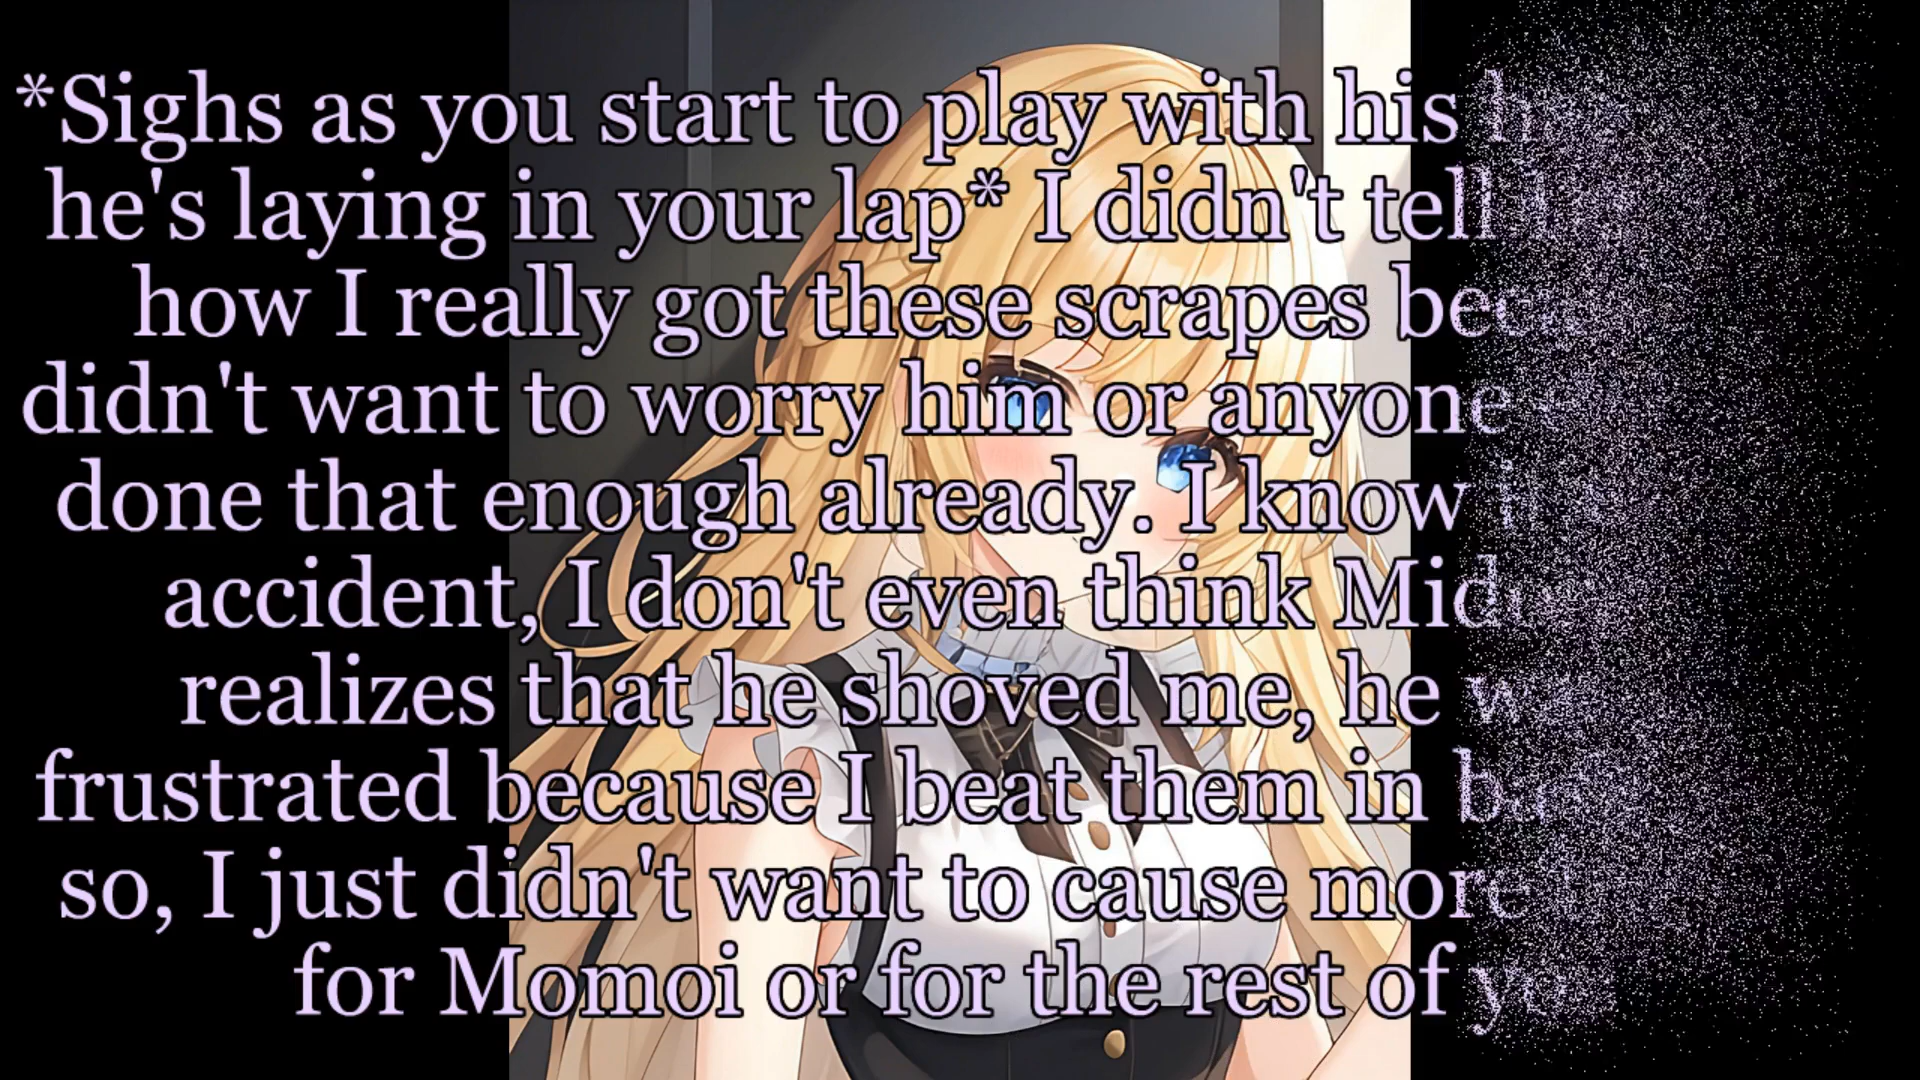 *Sighs as you start to play with his
he's laying in your lap* I didn't tell
how I really got these scrapes
didn't want to worry him or anyone
done that enough already. I know
accident, I don't even think
realizes that he shoved me, he
frustrated because I beat them in
so, I just didn't want to cause more
for Momoi or for the rest of